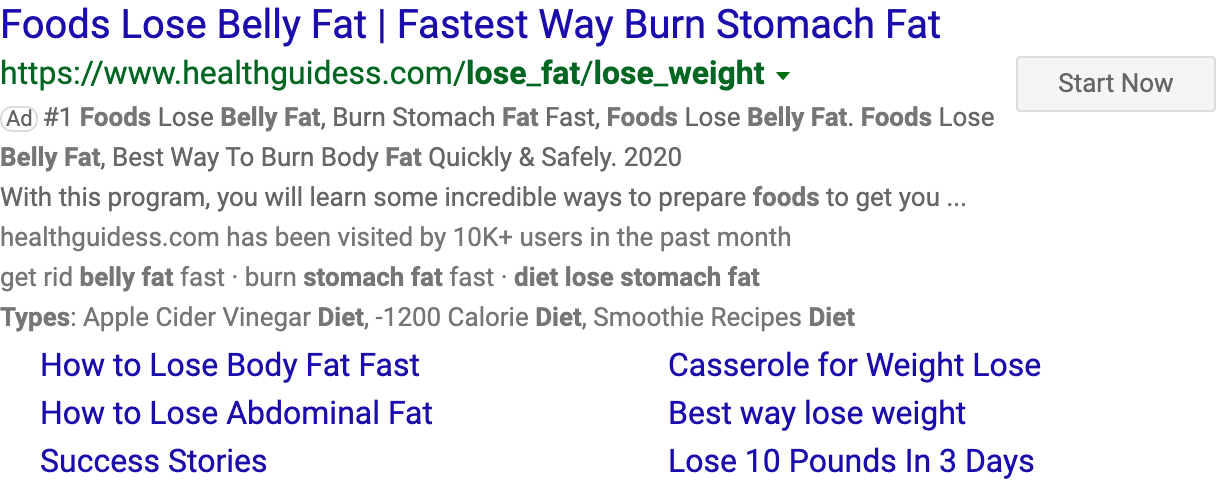 Foods Lose Belly Fat | Fastest Way Burn Stomach Fat
https://www.healthguidess.com/lose_fat/lose_weight
Start Now
Ad #1 Foods Lose Belly Fat, Burn Stomach Fat Fast, Foods Lose Belly Fat. Foods Lose
Belly Fat, Best Way To Burn Body Fat Quickly & Safely. 2020
With this program, you will learn some incredible ways to prepare foods to get you ...
healthguidess.com has been visited by 10K+ users in the past month
get rid belly fat fast · burn stomach fat fast · diet lose stomach fat
Types: Apple Cider Vinegar Diet, -1200 Calorie Diet, Smoothie Recipes Diet
How to Lose Body Fat Fast
Casserole for Weight Lose
How to Lose Abdominal Fat
Best way lose weight
Success Stories
Lose 10 Pounds In 3 Days